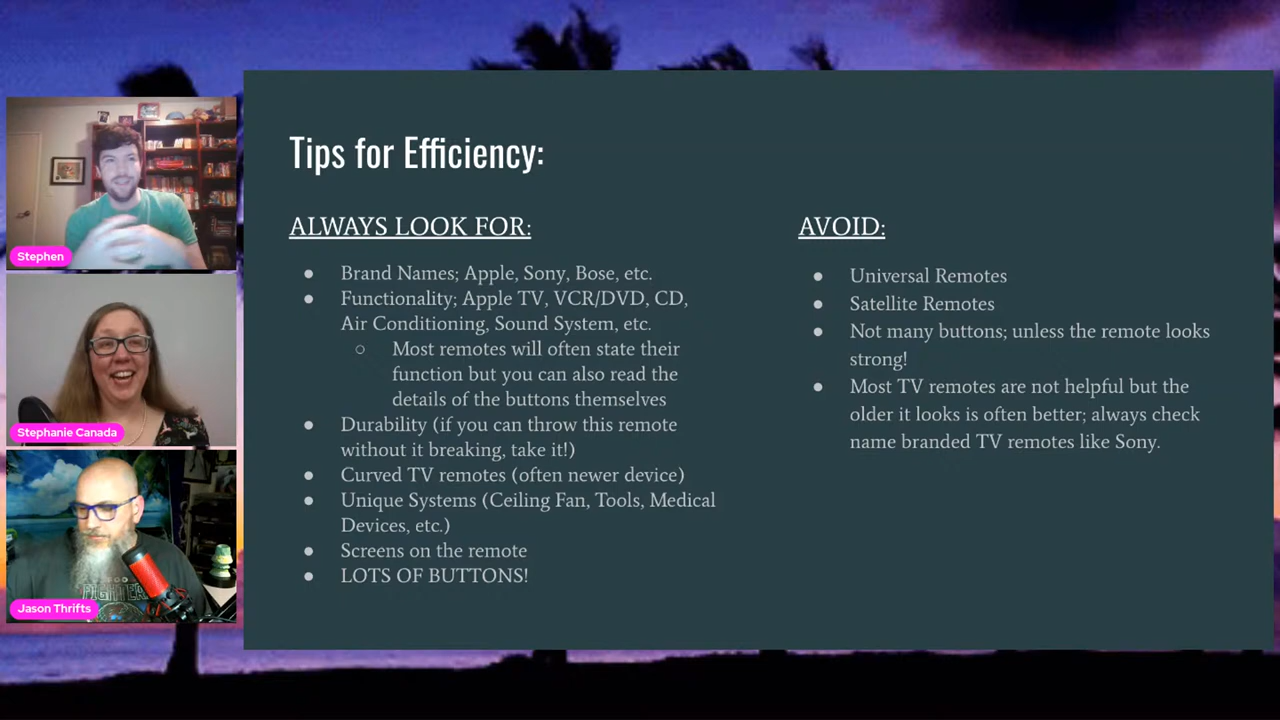 Tips for Efficiency:
ALWAYS LOOK FOR:
● Brand Names; Apple, Sony, Bose, etc.
● Functionality; Apple TV, VCR/DVD, CD,
Air Conditioning, Sound System, etc.
○ Most remotes will often state their
function but you can also read the
details of the buttons themselves
● Durability (if you can throw this remote
without it breaking, take it!)
● Curved TV remotes (often newer device)
● Unique Systems (Ceiling Fan, Tools, Medical
Devices, etc.)
● Screens on the remote
● LOTS OF BUTTONS!
AVOID:
● Universal Remotes
● Satellite Remotes
● Not many buttons; unless the remote looks
strong!
● Most TV remotes are not helpful but the
older it looks is often better; always check
name branded TV remotes like Sony.
Stephen
Stephanie Canada
FIGHTER
Jason Thrifts